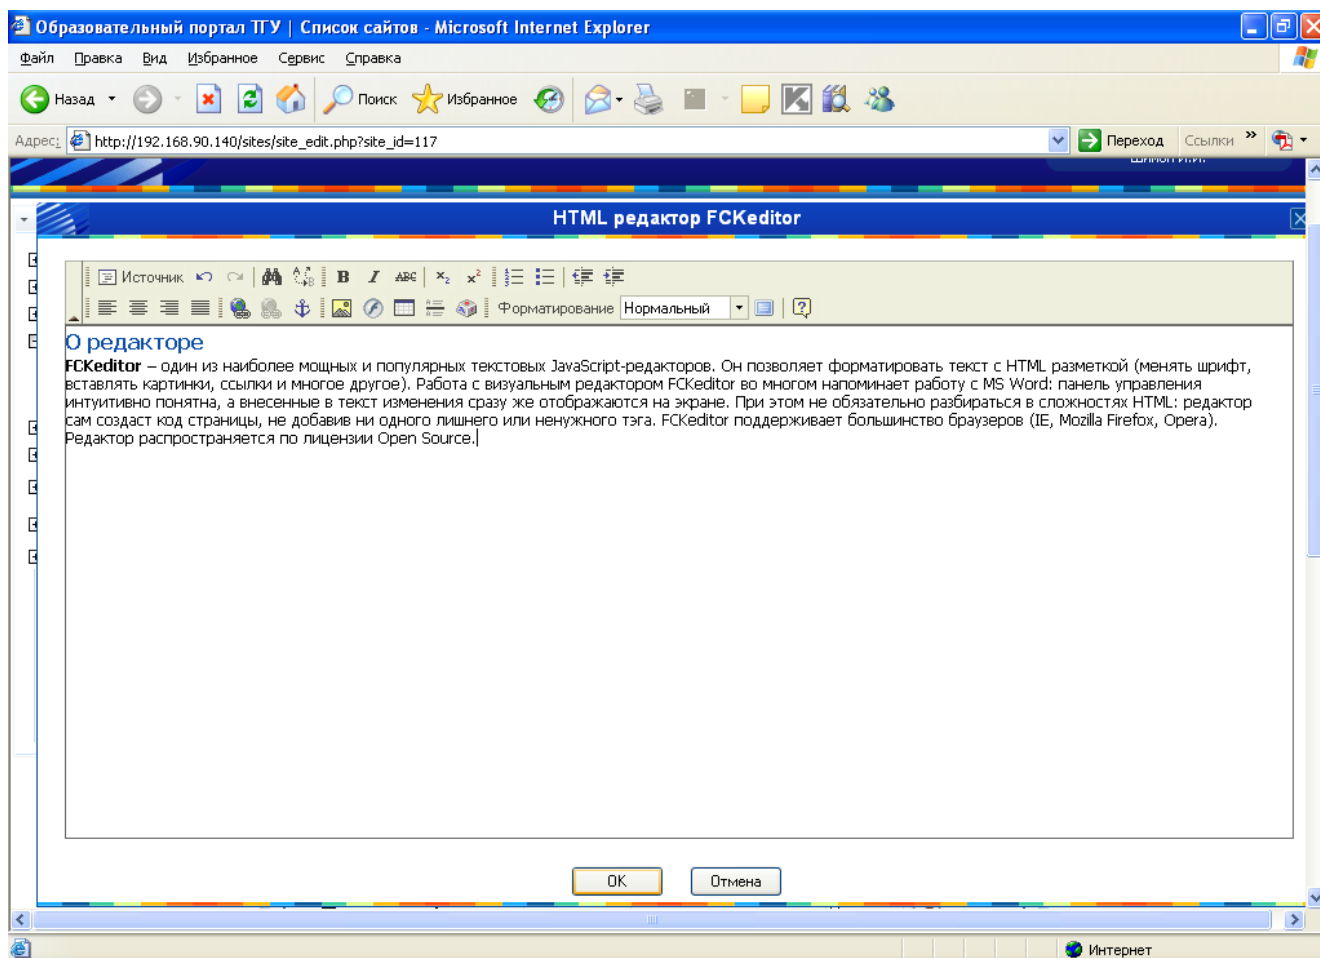 Образовательный портал ТГУ | Список сайтов - Microsoft Internet Explorer
Файл Правка Вид Избранное Сервис Справка
Назад Поиск Избранное
Адрес: http://192.168.90.140/sites/site_edit.php?site_id=117 Переход Ссылки »
HTML редактор FCKeditor
Источник B I ABC x₂ x²
Форматирование Нормальный
О редакторе
FCKeditor – один из наиболее мощных и популярных текстовых JavaScript-редакторов. Он позволяет форматировать текст с HTML разметкой (менять шрифт,
вставлять картинки, ссылки и многое другое). Работа с визуальным редактором FCKeditor во многом напоминает работу с MS Word: панель управления
интуитивно понятна, а внесенные в текст изменения сразу же отображаются на экране. При этом не обязательно разбираться в сложностях HTML: редактор
сам создаст код страницы, не добавив ни одного лишнего или ненужного тэга. FCKeditor поддерживает большинство браузеров (IE, Mozilla Firefox, Opera).
Редактор распространяется по лицензии Open Source.
OK Отмена
Интернет